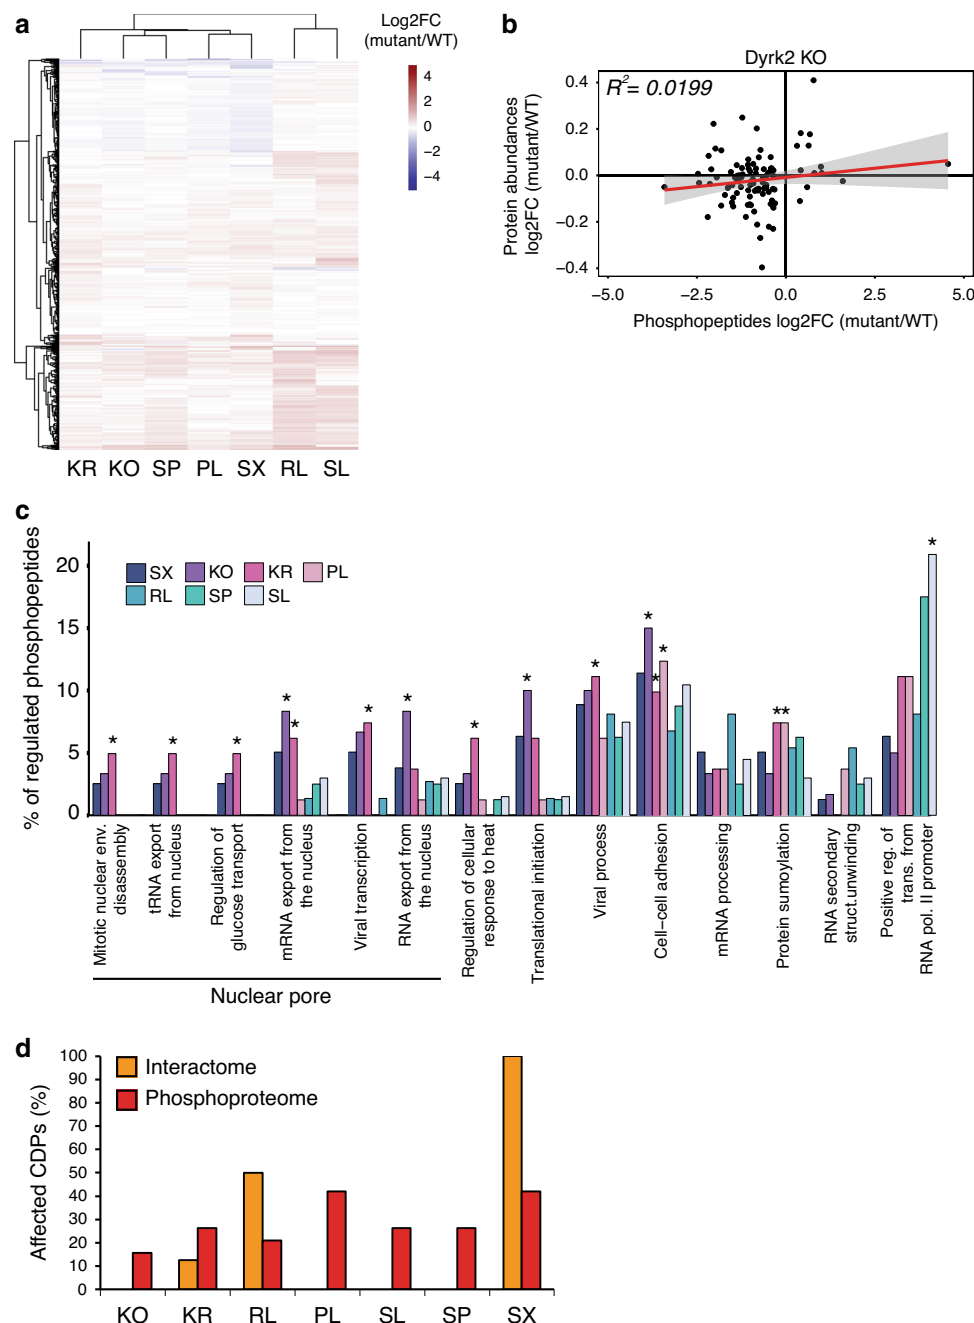 a
Log2FC
(mutant/WT)
4
2
0
−2
−4
KR KO SP PL SX RL SL
b
Dyrk2 KO
R2= 0.0199
Protein abundances
log2FC (mutant/WT)
0.4
0.2
0.0
−0.2
−0.4
−5.0 −2.5 0.0 2.5 5.0
Phosphopeptides log2FC (mutant/WT)
c
% of regulated phosphopeptides
20
15
10
5
0
SX KO KR PL
RL SP SL
* * * * * * * * * * * * * * * *
Mitotic nuclear env.
disassembly
tRNA export
from nucleus
Regulation of
glucose transport
mRNA export from
the nucleus
Viral transcription
RNA export from
the nucleus
Regulation of cellular
response to heat
Translational initiation
Viral process
Cell−cell adhesion
mRNA processing
Protein sumoylation
RNA secondary
struct.unwinding
Positive reg. of
trans. from
RNA pol. II promoter
Nuclear pore
d
Affected CDPs (%)
100
90
80
70
60
50
40
30
20
10
0
Interactome
Phosphoproteome
KO KR RL PL SL SP SX